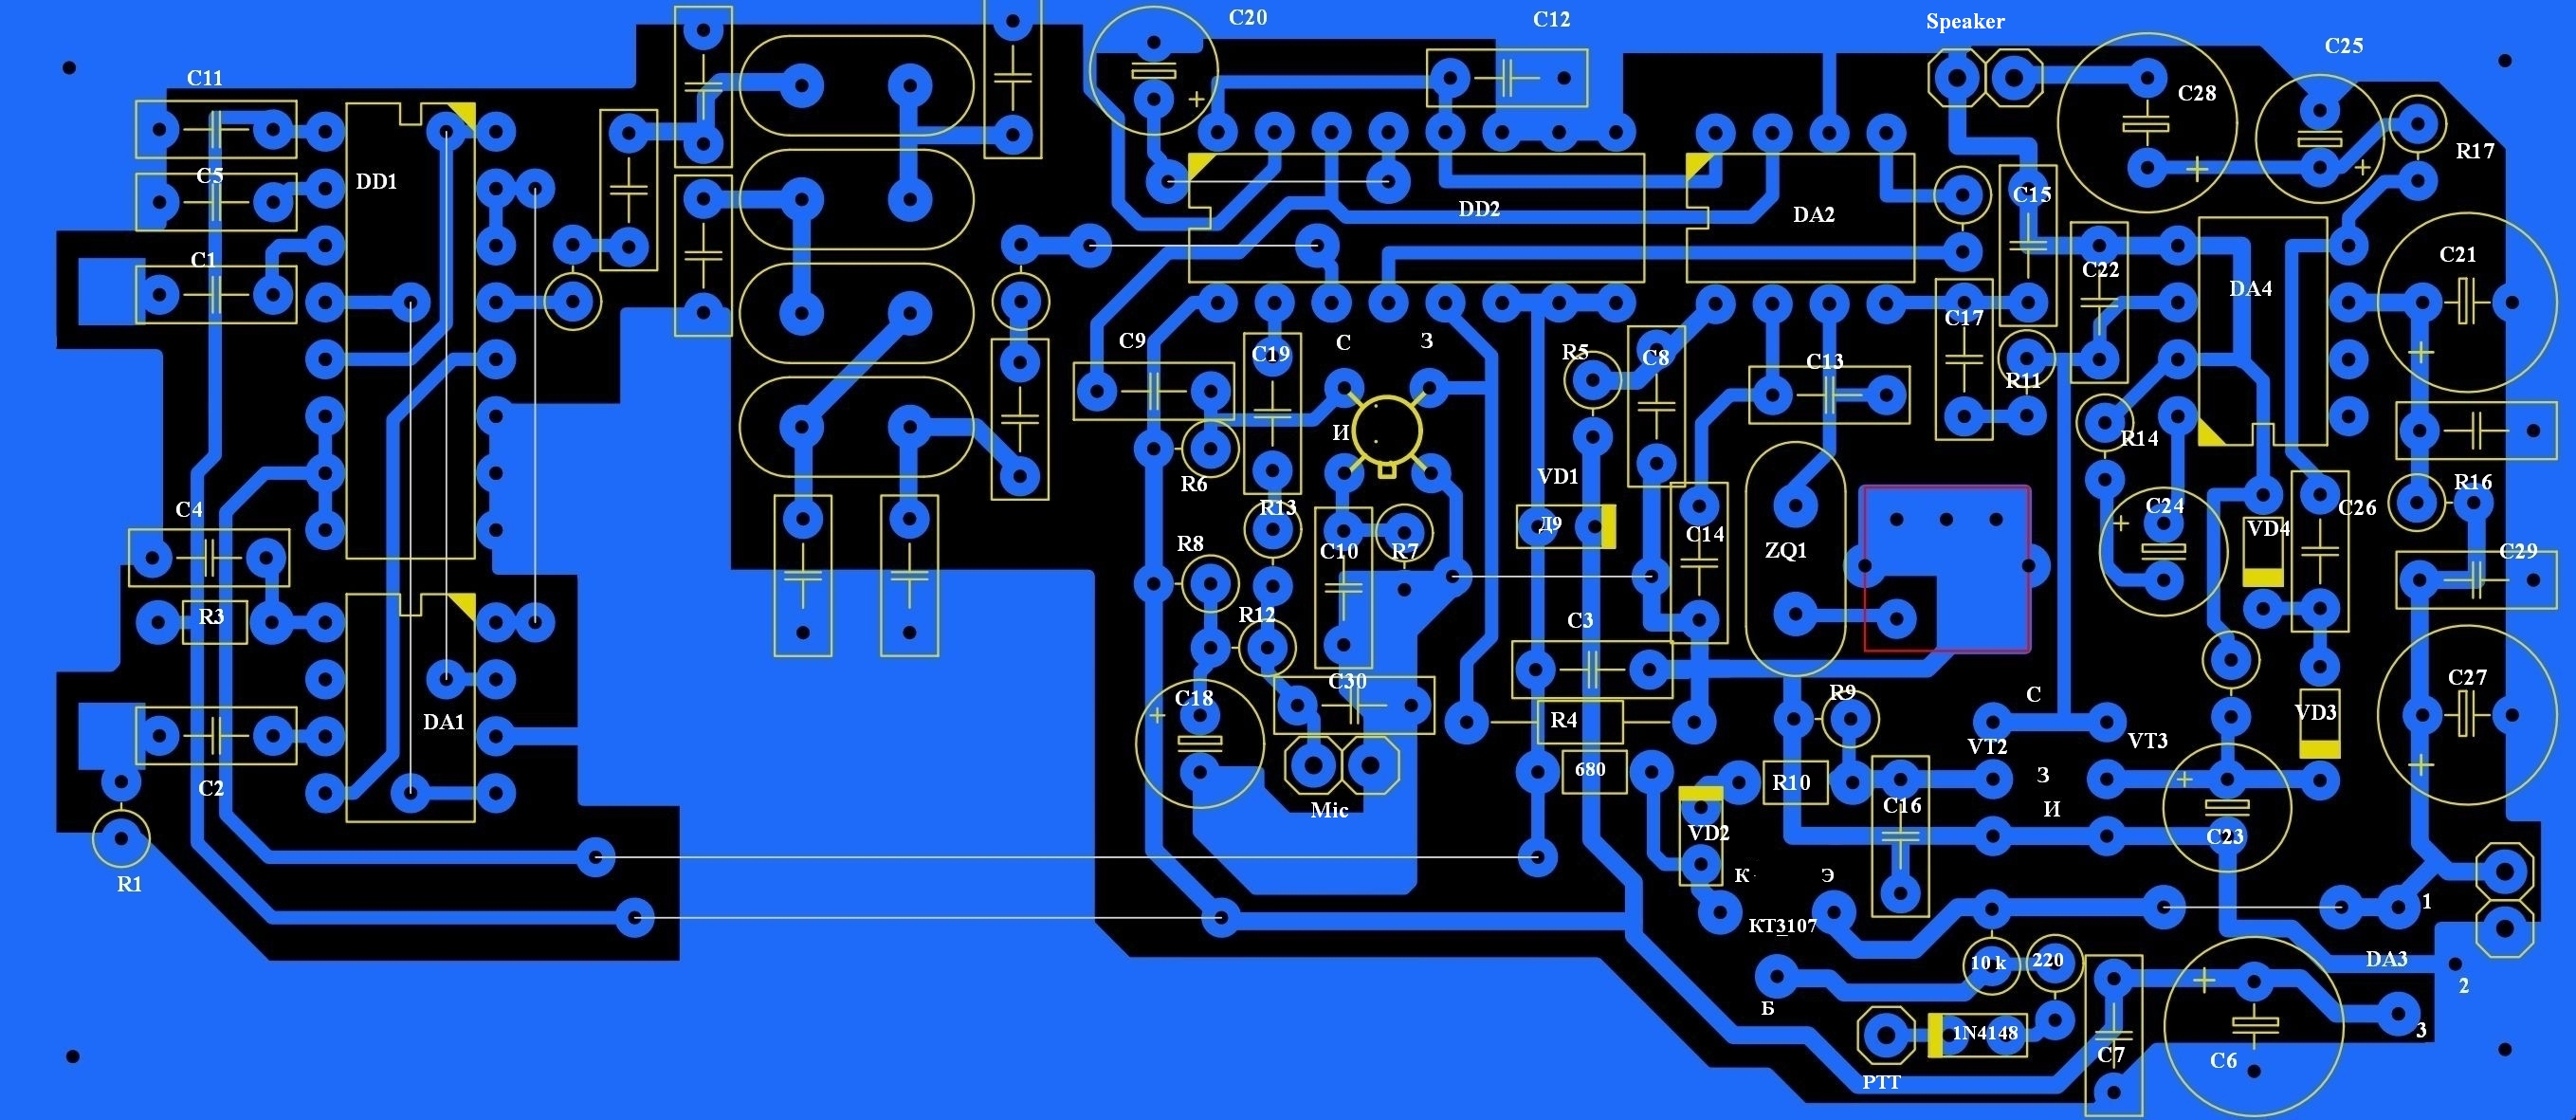 C20
C12
Speaker
C25
C11
C28
R17
C5
DD1
C15
DD2
DA2
C1
C22
C21
DA4
C17
C9
C19
С
З
R5
C8
C13
R11
И
R14
R6
VD1
R16
C4
R13
C24
C26
Д9
VD4
C14
R8
C10
R7
ZQ1
C29
R3
R12
C3
C18
C30
R9
С
C27
DA1
R4
VT2
VT3
VD3
C2
680
R10
З
Mic
C16
И
VD2
C23
R1
К
Э
1
КТ3107
10 k
220
DA3
2
Б
1N4148
3
C7
C6
PTT